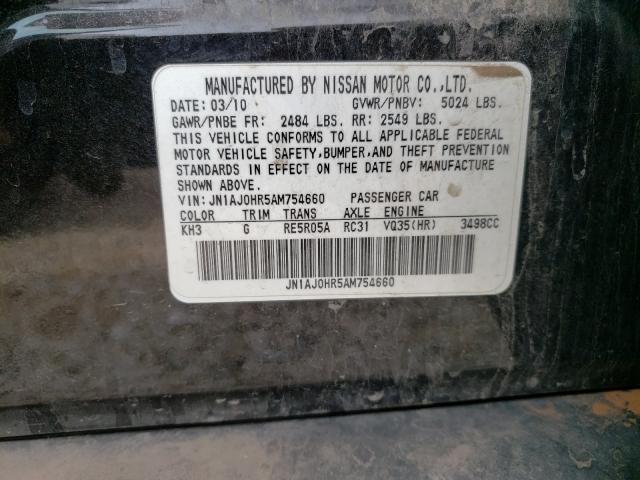 MANUFACTURED BY NISSAN MOTOR CO.,LTD.
DATE: 03/10 GVWR/PNBV: 5024 LBS.
GAWR/PNBE FR: 2484 LBS. RR: 2549 LBS.
THIS VEHICLE CONFORMS TO ALL APPLICABLE FEDERAL
MOTOR VEHICLE SAFETY,BUMPER,AND THEFT PREVENTION
STANDARDS IN EFFECT ON THE DATE OF MANUFACTURE
SHOWN ABOVE.
VIN: JN1AJ0HR5AM754660 PASSENGER CAR
COLOR TRIM TRANS AXLE ENGINE
KH3 G RE5R05A RC31 VQ35(HR) 3498CC
JN1AJ0HR5AM754660